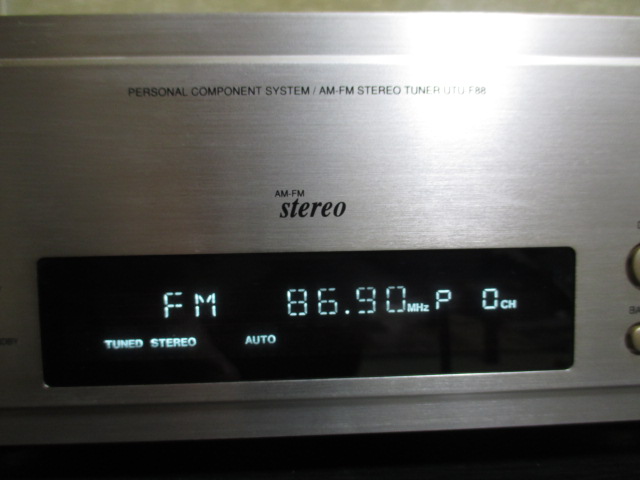 PERSONAL COMPONENT SYSTEM / AM-FM STEREO TUNER UTU-F88
AM-FM
stereo
FM 86.90MHz P 0CH
TUNED STEREO AUTO